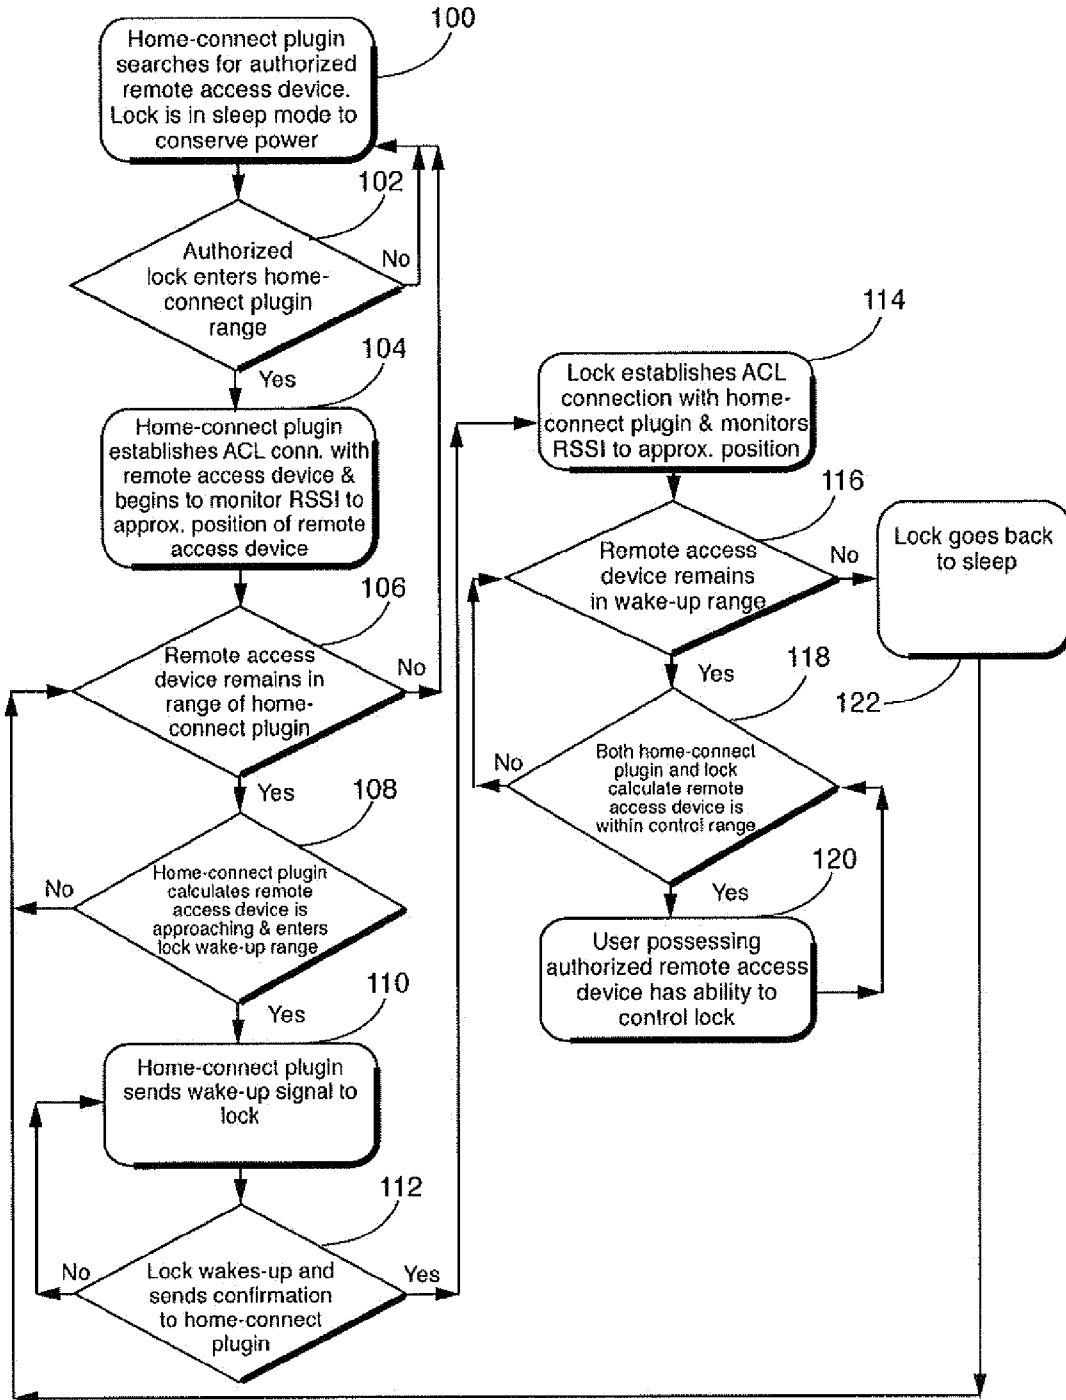 Home-connect plugin
searches for authorized
remote access device.
Lock is in sleep mode to
conserve power
100
102
Authorized
lock enters home-
connect plugin
range
No
Yes
104
Home-connect plugin
establishes ACL conn. with
remote access device &
begins to monitor RSSI to
approx. position of remote
access device
106
Remote access
device remains in
range of home-
connect plugin
No
Yes
108
Home-connect plugin
calculates remote
access device is
approaching & enters
lock wake-up range
No
Yes
110
Home-connect plugin
sends wake-up signal to
lock
112
Lock wakes-up and
sends confirmation
to home-connect
plugin
No
Yes
114
Lock establishes ACL
connection with home-
connect plugin & monitors
RSSI to approx. position
116
Remote access
device remains
in wake-up range
No
Yes
Lock goes back
to sleep
122
118
Both home-connect
plugin and lock
calculate remote
access device is
within control range
No
Yes
120
User possessing
authorized remote access
device has ability to
control lock